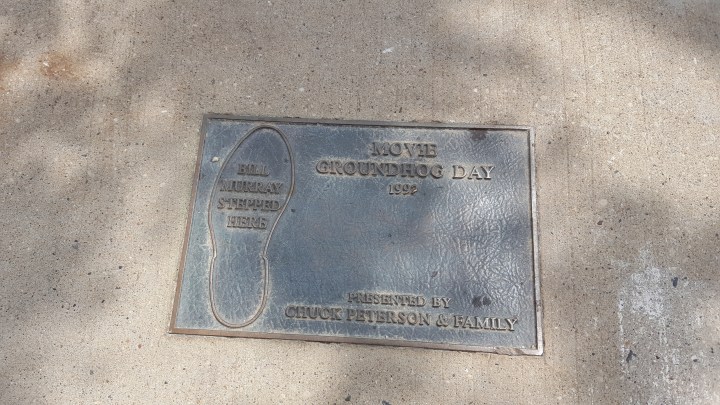 BILL
MURRAY
STEPPED
HERE
MOVIE
GROUNDHOG DAY
1992
PRESENTED BY
CHUCK PETERSON & FAMILY